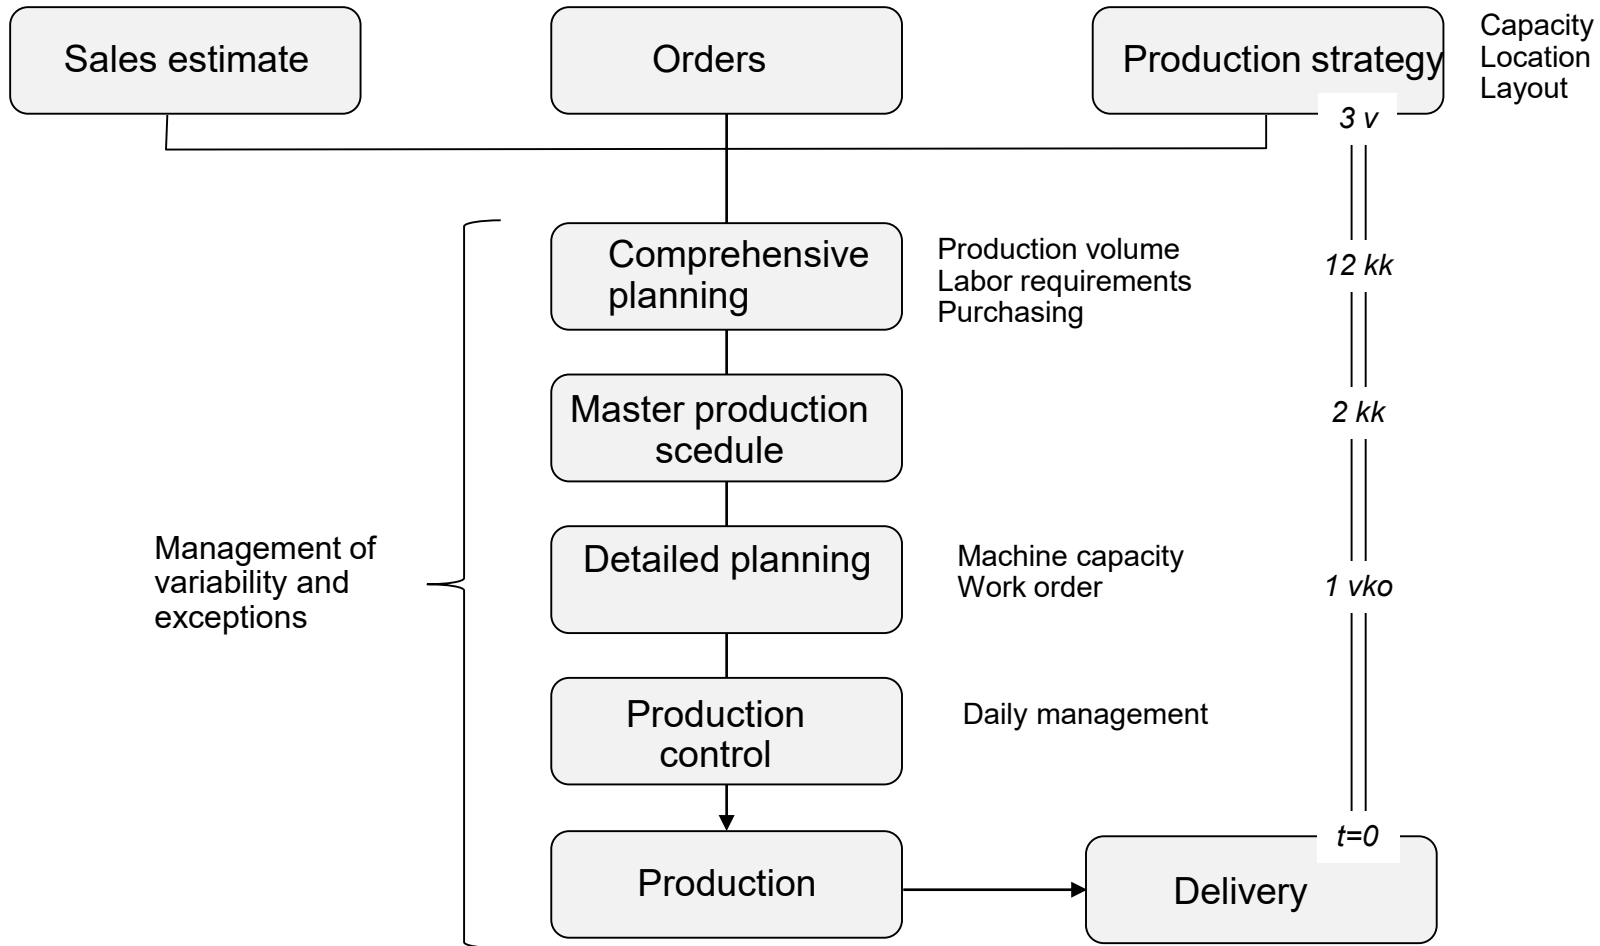 Sales estimate
Orders
Production strategy
Capacity
Location
Layout
3 v
Comprehensive
planning
Production volume
Labor requirements
Purchasing
12 kk
Master production
scedule
2 kk
Management of
variability and
exceptions
Detailed planning
Machine capacity
Work order
1 vko
Production
control
Daily management
t=0
Production
Delivery